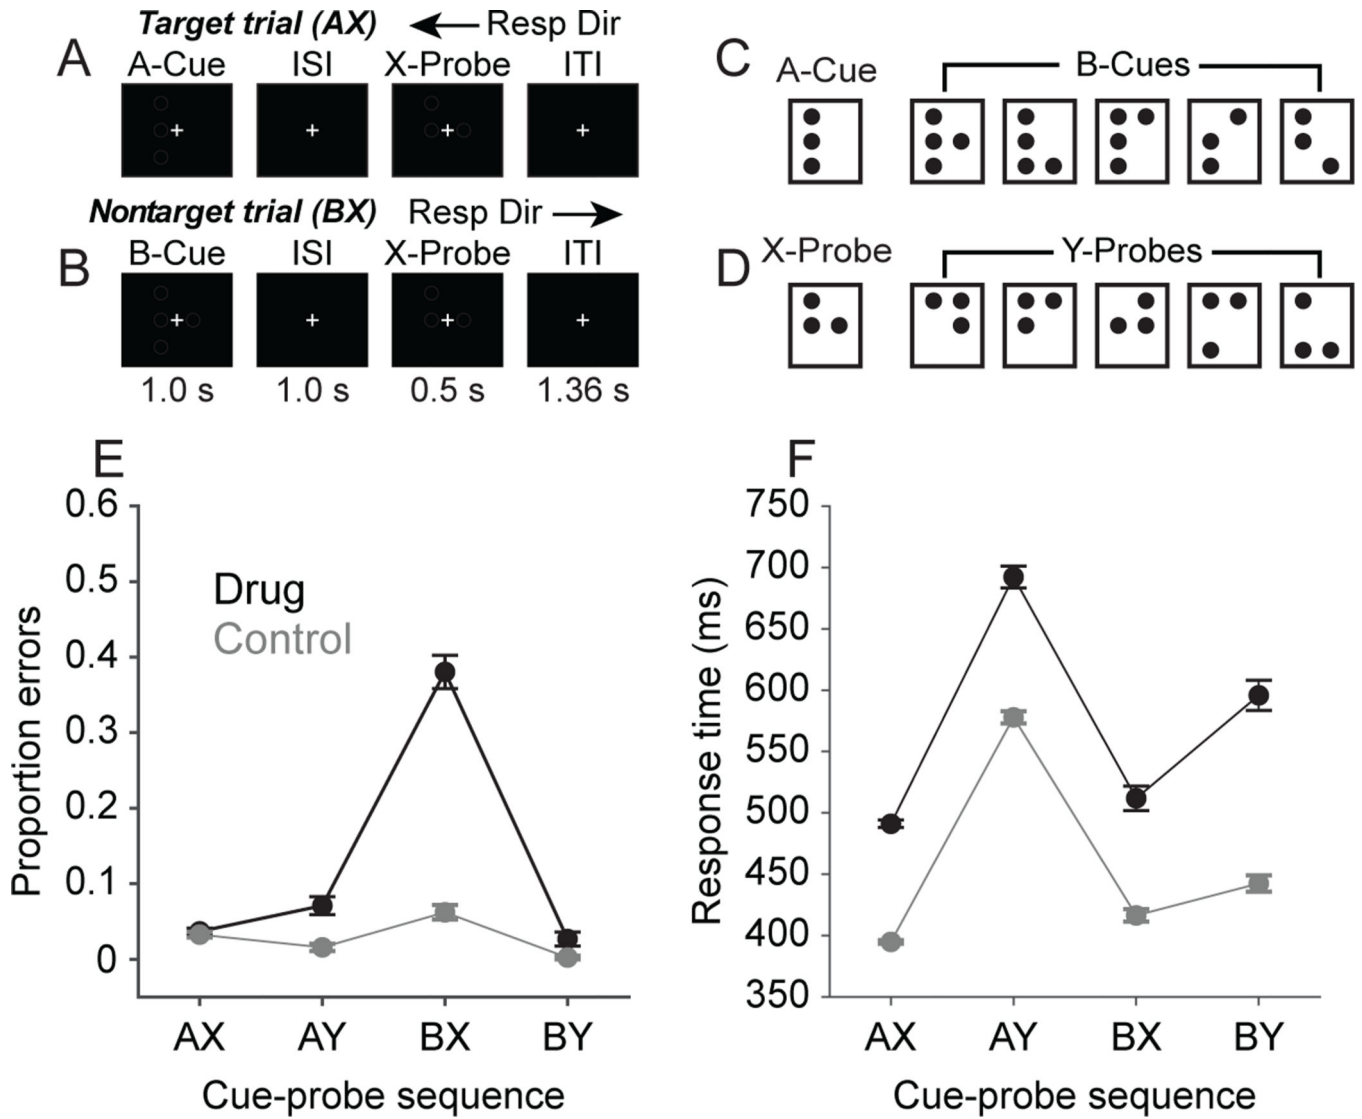 Target trial (AX) Resp Dir
A
A-Cue ISI X-Probe ITI
Nontarget trial (BX) Resp Dir
B
B-Cue ISI X-Probe ITI
1.0 s 1.0 s 0.5 s 1.36 s
C
A-Cue B-Cues
D
X-Probe Y-Probes
E
0.6
0.5
0.4
0.3
0.2
0.1
0
Proportion errors
Drug
Control
AX AY BX BY
Cue-probe sequence
F
750
700
650
600
550
500
450
400
350
Response time (ms)
AX AY BX BY
Cue-probe sequence